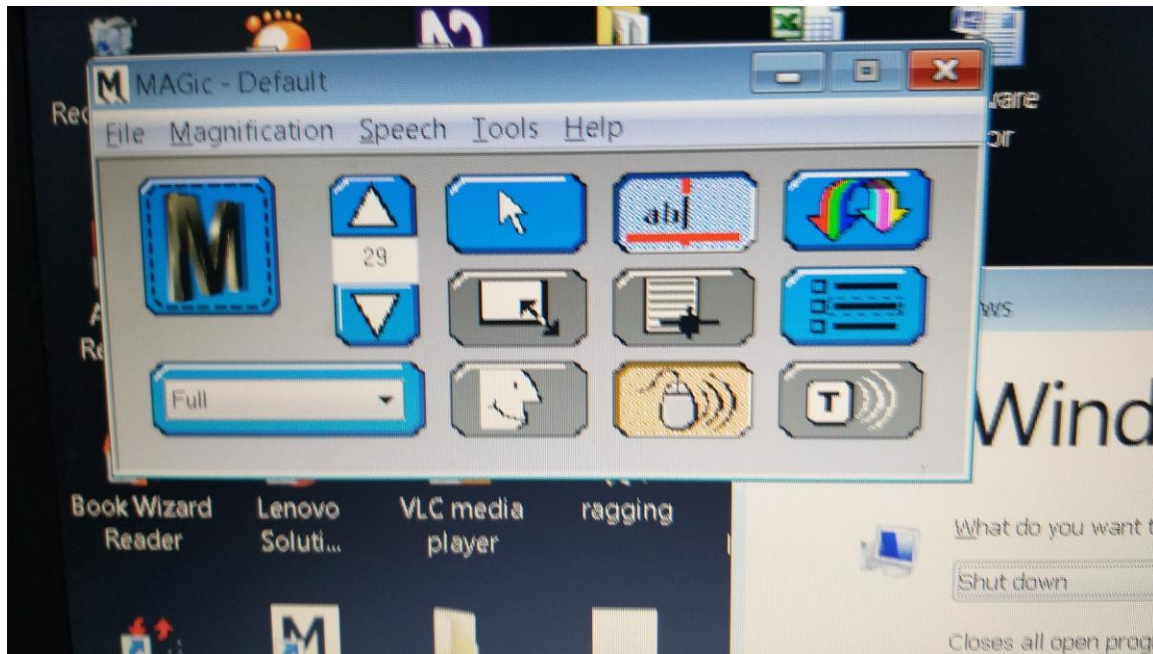 MAGic - Default
File Magnification Speech Tools Help
29
ab
T
Full
Wind
Book Wizard
Reader
Lenovo
Soluti...
VLC media
player
ragging
What do you want t
Shut down
Closes all open prog